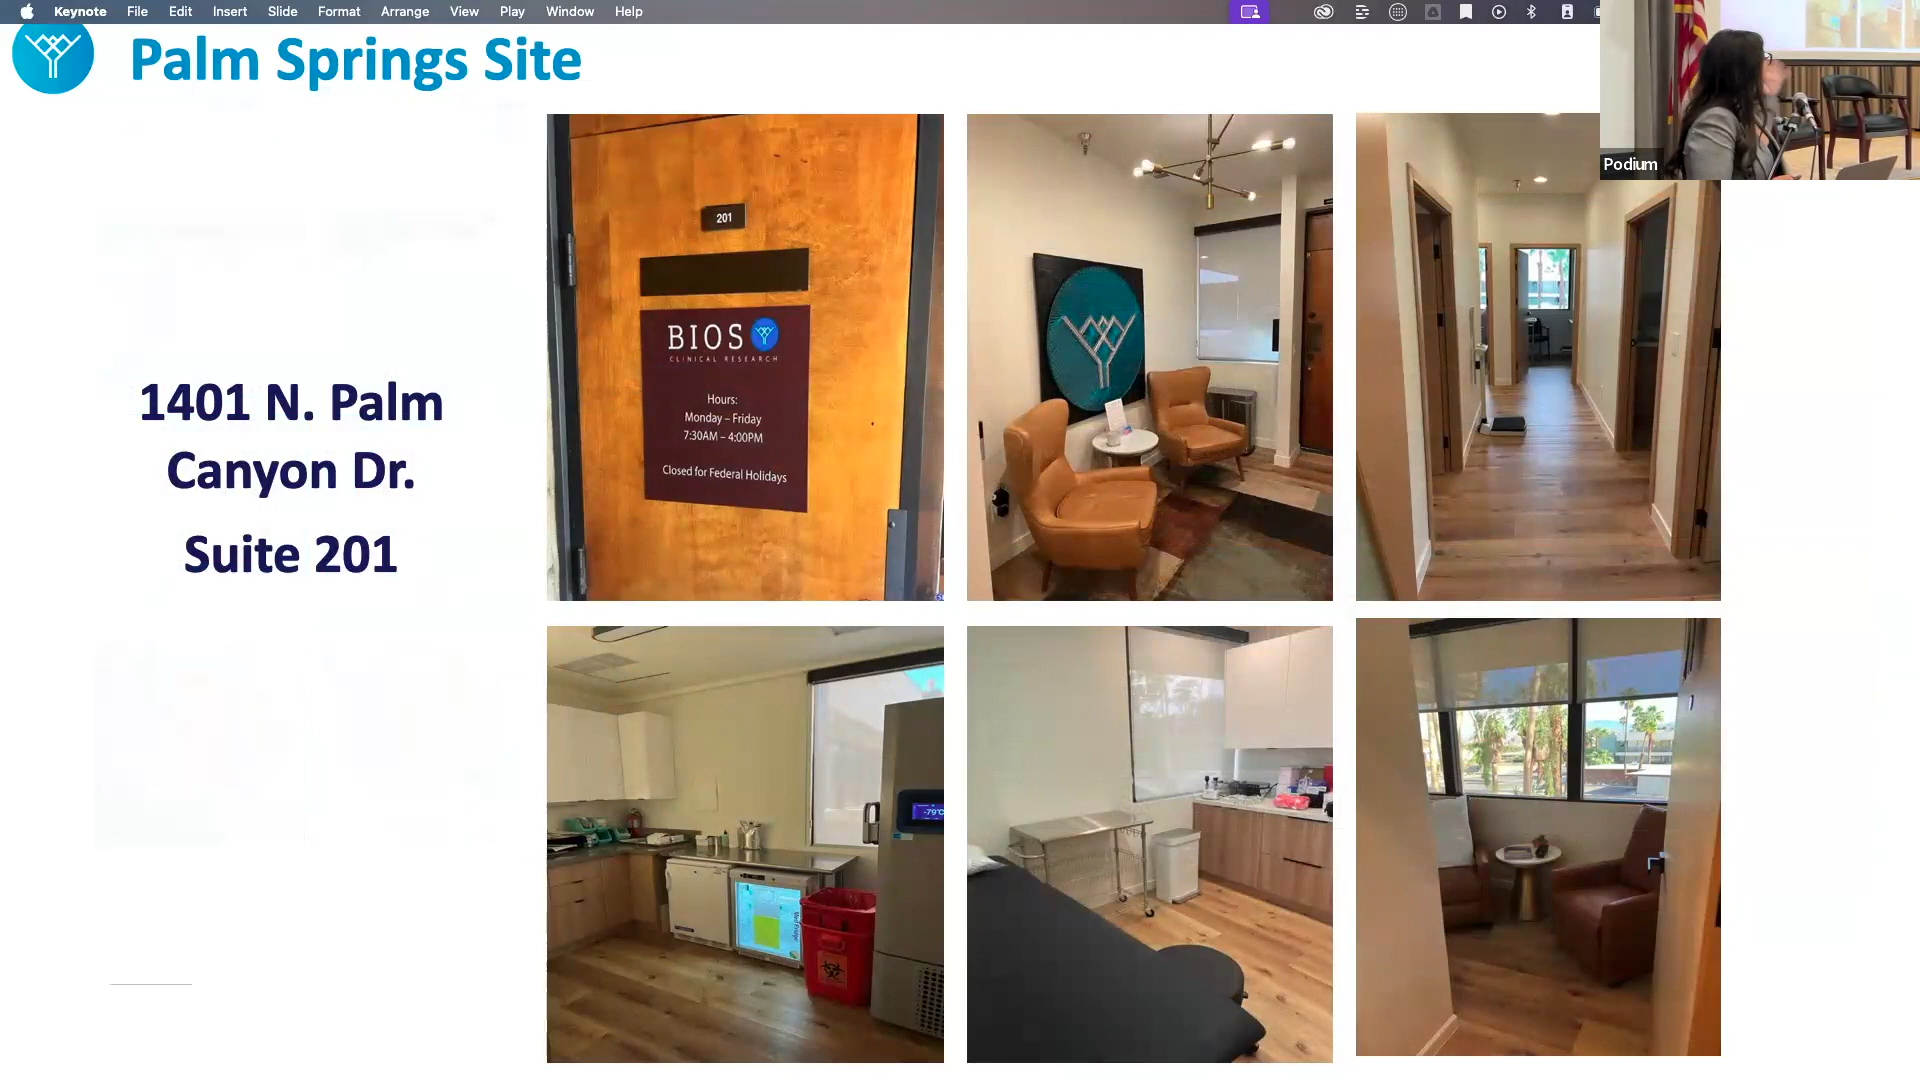 Keynote File Edit Insert Slide Format Arrange View Play Window Help
Palm Springs Site
Podium
1401 N. Palm
Canyon Dr.
Suite 201
201
BIOS
CLINICAL RESEARCH
Hours:
Monday – Friday
7:30AM – 4:00PM
Closed for Federal Holidays
-79°C